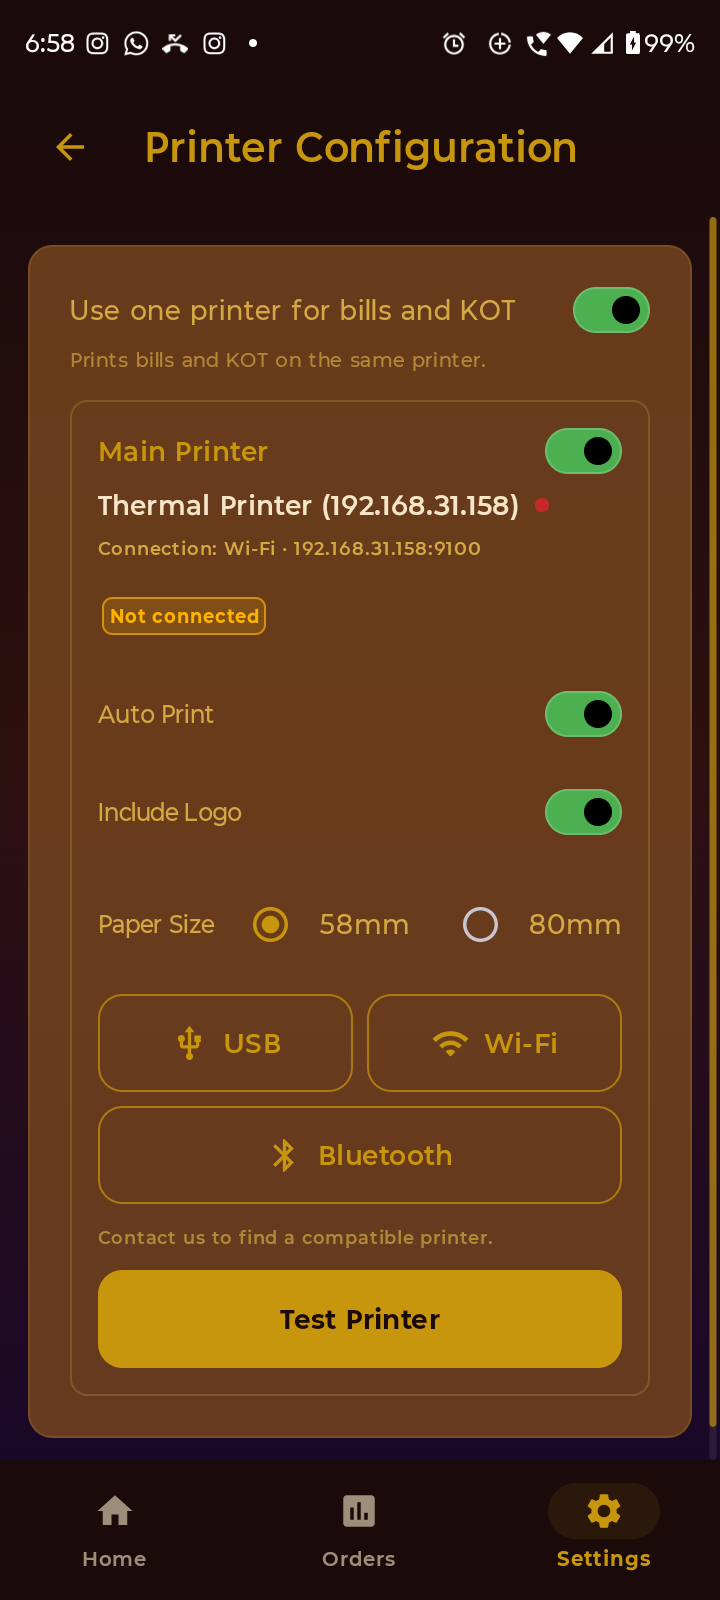 6:58
99%
Printer Configuration
Use one printer for bills and KOT
Prints bills and KOT on the same printer.
Main Printer
Thermal Printer (192.168.31.158)
Connection: Wi-Fi · 192.168.31.158:9100
Not connected
Auto Print
Include Logo
Paper Size 58mm 80mm
USB Wi-Fi
Bluetooth
Contact us to find a compatible printer.
Test Printer
Home Orders Settings